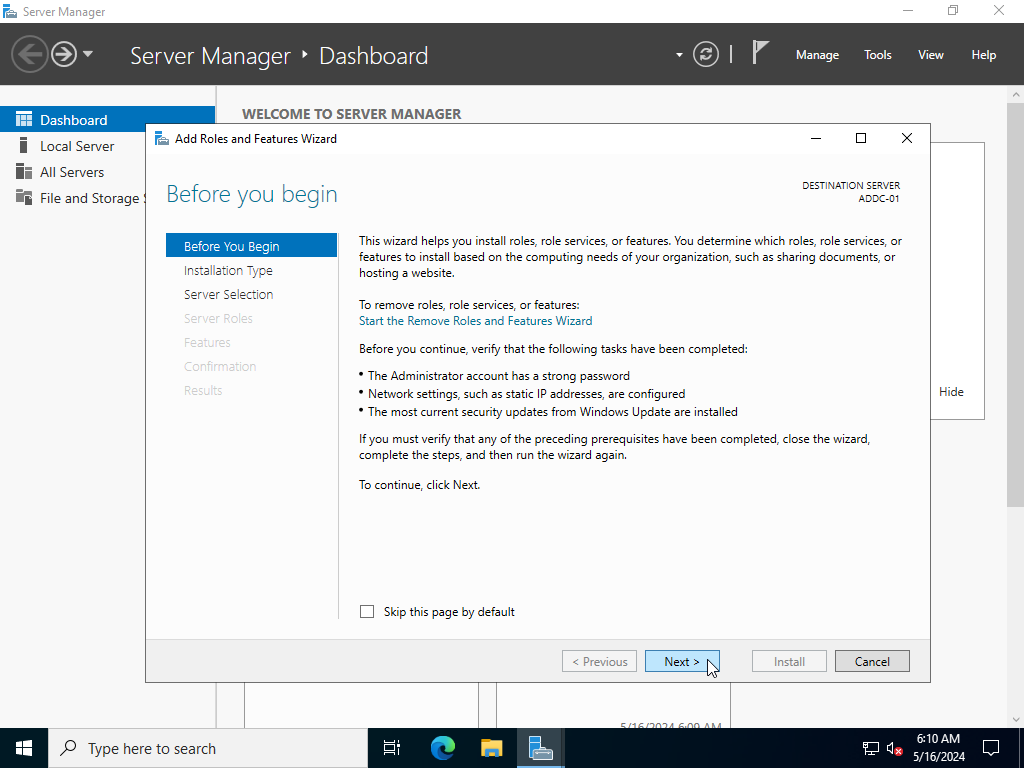 Server Manager
Server Manager ‣ Dashboard
Manage Tools View Help
Dashboard
Local Server
All Servers
File and Storage S
WELCOME TO SERVER MANAGER
Add Roles and Features Wizard
Before you begin
DESTINATION SERVER
ADDC-01
Before You Begin
Installation Type
Server Selection
Server Roles
Features
Confirmation
Results
This wizard helps you install roles, role services, or features. You determine which roles, role services, or
features to install based on the computing needs of your organization, such as sharing documents, or
hosting a website.
To remove roles, role services, or features:
Start the Remove Roles and Features Wizard
Before you continue, verify that the following tasks have been completed:
• The Administrator account has a strong password
• Network settings, such as static IP addresses, are configured
• The most current security updates from Windows Update are installed
If you must verify that any of the preceding prerequisites have been completed, close the wizard,
complete the steps, and then run the wizard again.
To continue, click Next.
Skip this page by default
< Previous Next > Install Cancel
Hide
5/16/2024 6:09 AM
Type here to search
6:10 AM
5/16/2024